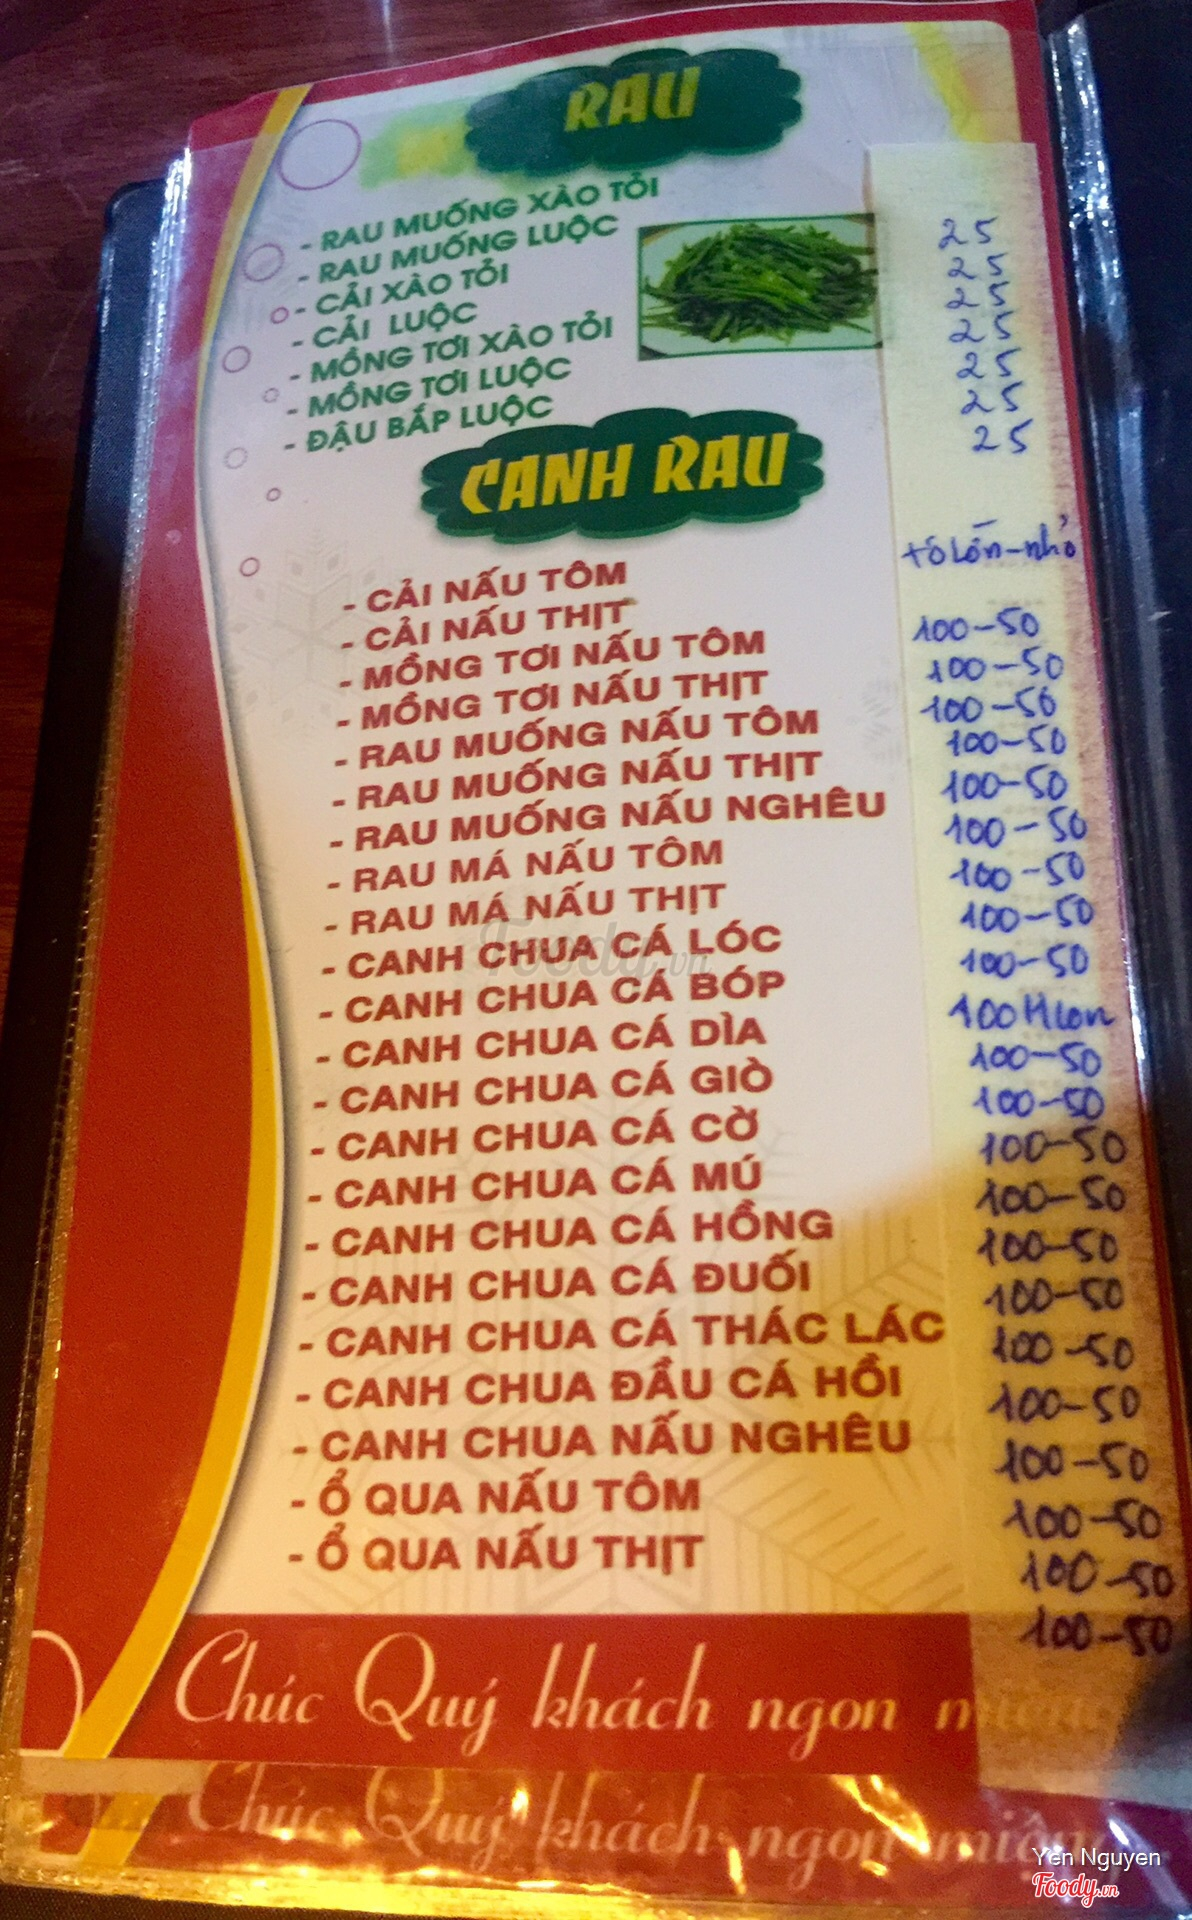 RAU
- RAU MUỐNG XÀO TỎI 25
- RAU MUỐNG LUỘC 25
- CẢI XÀO TỎI 25
- CẢI LUỘC 25
- MỒNG TƠI XÀO TỎI 25
- MỒNG TƠI LUỘC 25
- ĐẬU BẮP LUỘC 25
CANH RAU
tô Lớn-nhỏ
- CẢI NẤU TÔM 100-50
- CẢI NẤU THỊT 100-50
- MỒNG TƠI NẤU TÔM 100-50
- MỒNG TƠI NẤU THỊT 100-50
- RAU MUỐNG NẤU TÔM 100-50
- RAU MUỐNG NẤU THỊT 100-50
- RAU MUỐNG NẤU NGHÊU 100-50
- RAU MÁ NẤU TÔM 100-50
- RAU MÁ NẤU THỊT 100-50
- CANH CHUA CÁ LÓC 100
- CANH CHUA CÁ BÓP 100-50
- CANH CHUA CÁ DÌA 100-50
- CANH CHUA CÁ GIÒ 100-50
- CANH CHUA CÁ CỜ 100-50
- CANH CHUA CÁ MÚ 100-50
- CANH CHUA CÁ HỒNG 100-50
- CANH CHUA CÁ ĐUỐI 100-50
- CANH CHUA CÁ THÁC LÁC 100-50
- CANH CHUA ĐẦU CÁ HỒI 100-50
- CANH CHUA NẤU NGHÊU 100-50
- Ổ QUA NẤU TÔM 100-50
- Ổ QUA NẤU THỊT 100-50
Foody.vn
Chúc Quý khách ngon miệng
Chúc Quý khách ngon miệng
Yen Nguyen
Foody.vn